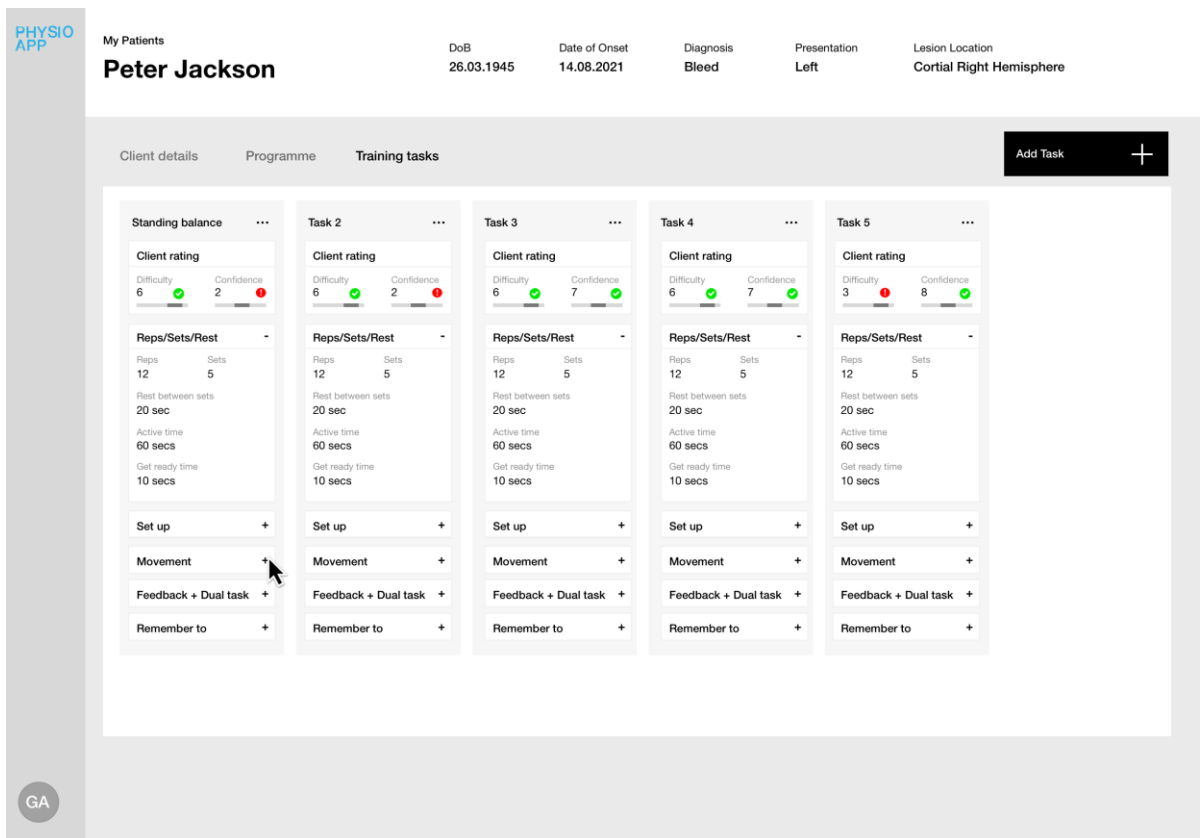 PHYSIO
APP
My Patients
Peter Jackson
DoB
26.03.1945
Date of Onset
14.08.2021
Diagnosis
Bleed
Presentation
Left
Lesion Location
Cortial Right Hemisphere
Client details Programme Training tasks
Add Task +
Standing balance ...
Client rating
Difficulty Confidence
6 2
Reps/Sets/Rest -
Reps Sets
12 5
Rest between sets
20 sec
Active time
60 secs
Get ready time
10 secs
Set up +
Movement +
Feedback + Dual task +
Remember to +
Task 2 ...
Client rating
Difficulty Confidence
6 2
Reps/Sets/Rest -
Reps Sets
12 5
Rest between sets
20 sec
Active time
60 secs
Get ready time
10 secs
Set up +
Movement +
Feedback + Dual task +
Remember to +
Task 3 ...
Client rating
Difficulty Confidence
6 7
Reps/Sets/Rest -
Reps Sets
12 5
Rest between sets
20 sec
Active time
60 secs
Get ready time
10 secs
Set up +
Movement +
Feedback + Dual task +
Remember to +
Task 4 ...
Client rating
Difficulty Confidence
6 7
Reps/Sets/Rest -
Reps Sets
12 5
Rest between sets
20 sec
Active time
60 secs
Get ready time
10 secs
Set up +
Movement +
Feedback + Dual task +
Remember to +
Task 5 ...
Client rating
Difficulty Confidence
3 8
Reps/Sets/Rest -
Reps Sets
12 5
Rest between sets
20 sec
Active time
60 secs
Get ready time
10 secs
Set up +
Movement +
Feedback + Dual task +
Remember to +
GA